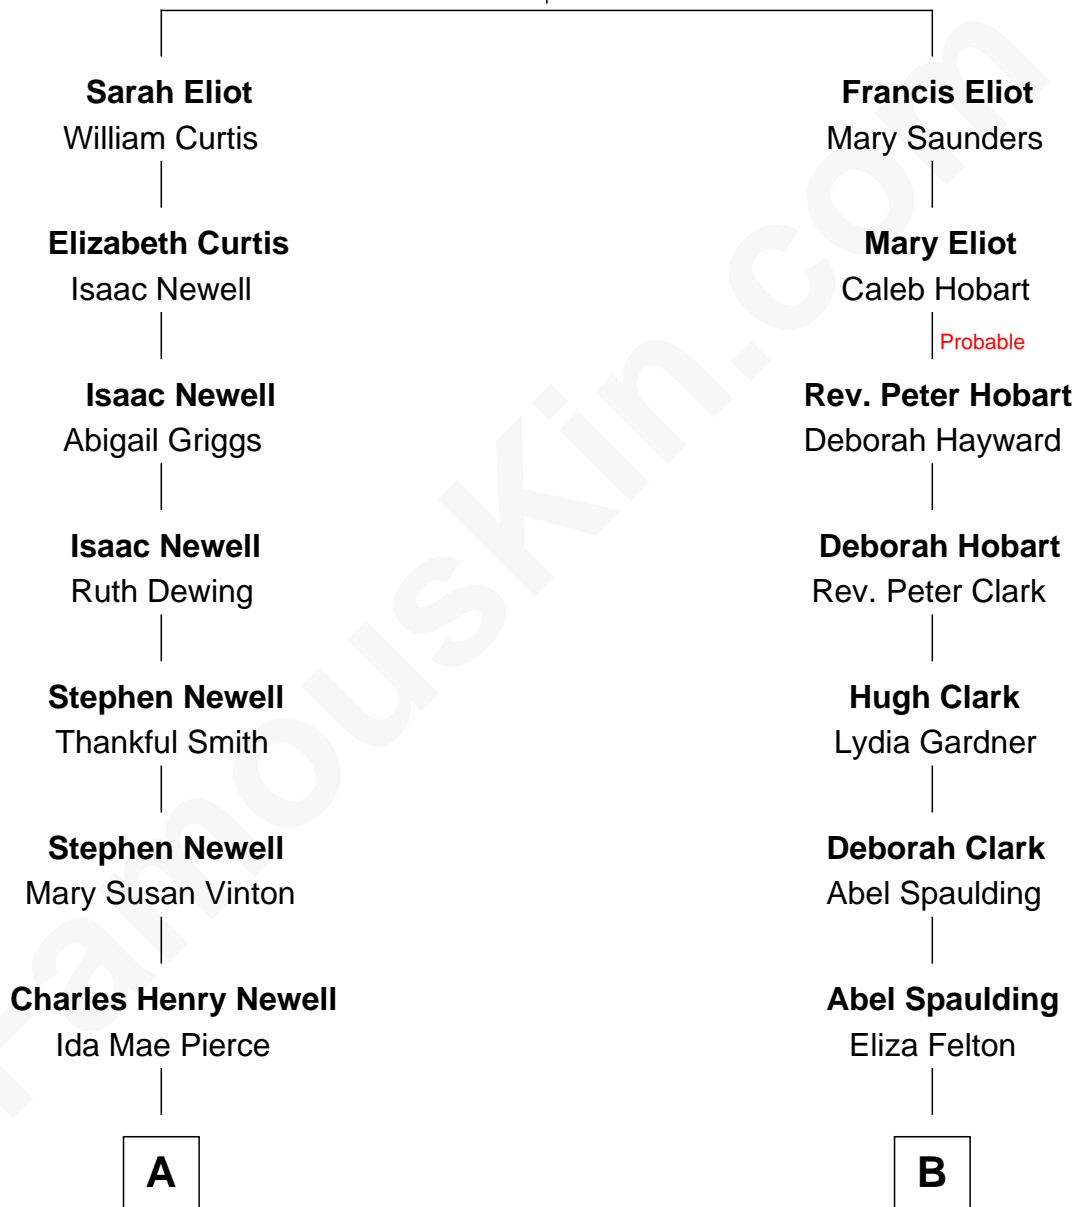 Sarah Eliot
William Curtis
Elizabeth Curtis
Isaac Newell
Isaac Newell
Abigail Griggs
Isaac Newell
Ruth Dewing
Stephen Newell
Thankful Smith
Stephen Newell
Mary Susan Vinton
Charles Henry Newell
Ida Mae Pierce
A
Francis Eliot
Mary Saunders
Mary Eliot
Caleb Hobart
Probable
Rev. Peter Hobart
Deborah Hayward
Deborah Hobart
Rev. Peter Clark
Hugh Clark
Lydia Gardner
Deborah Clark
Abel Spaulding
Abel Spaulding
Eliza Felton
B
FamousKin.com